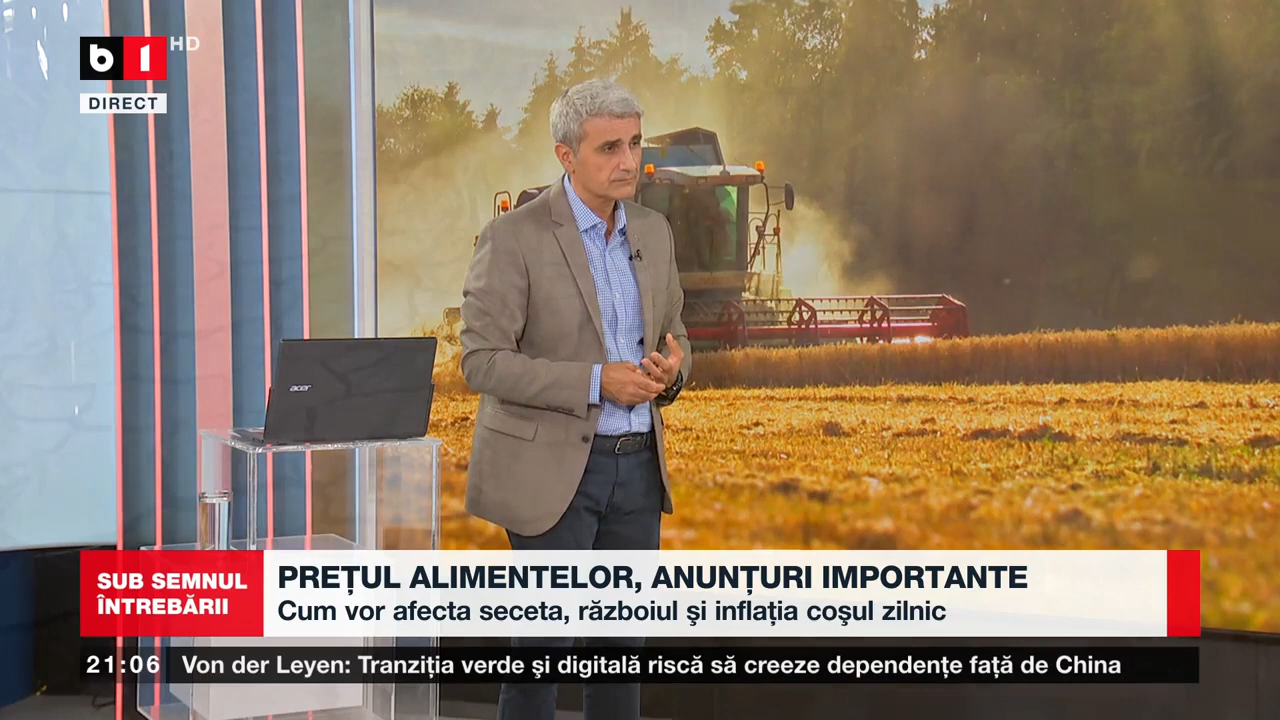 b1 HD
DIRECT
acer
SUB SEMNUL
ÎNTREBĂRII
PREȚUL ALIMENTELOR, ANUNȚURI IMPORTANTE
Cum vor afecta seceta, războiul şi inflația coşul zilnic
21:06 Von der Leyen: Tranziția verde şi digitală riscă să creeze dependențe față de China